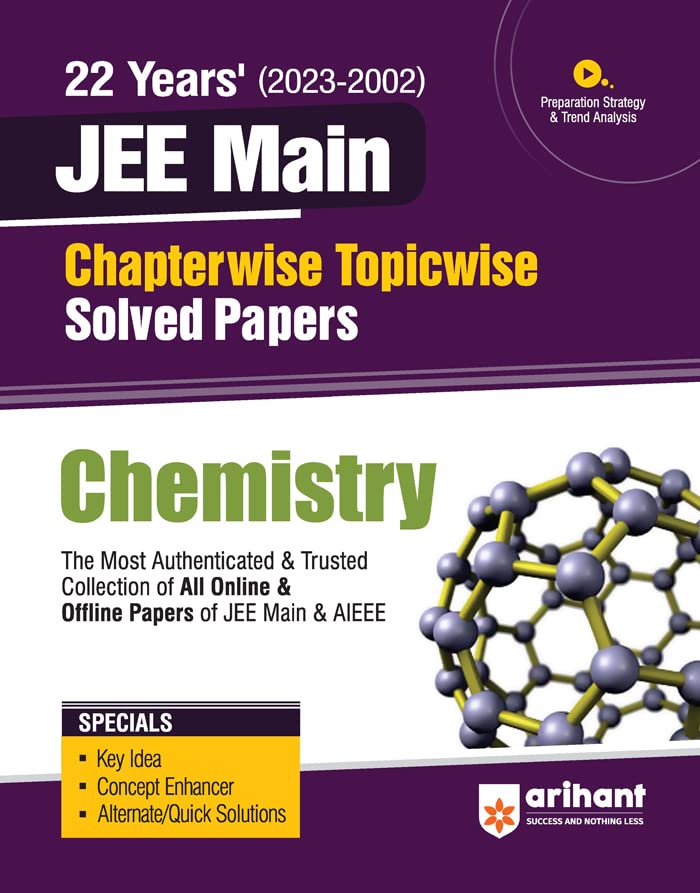 22 Years' (2023-2002)
Preparation Strategy
& Trend Analysis
JEE Main
Chapterwise Topicwise
Solved Papers
Chemistry
The Most Authenticated & Trusted
Collection of All Online &
Offline Papers of JEE Main & AIEEE
SPECIALS
▪ Key Idea
▪ Concept Enhancer
▪ Alternate/Quick Solutions
arihant
SUCCESS AND NOTHING LESS